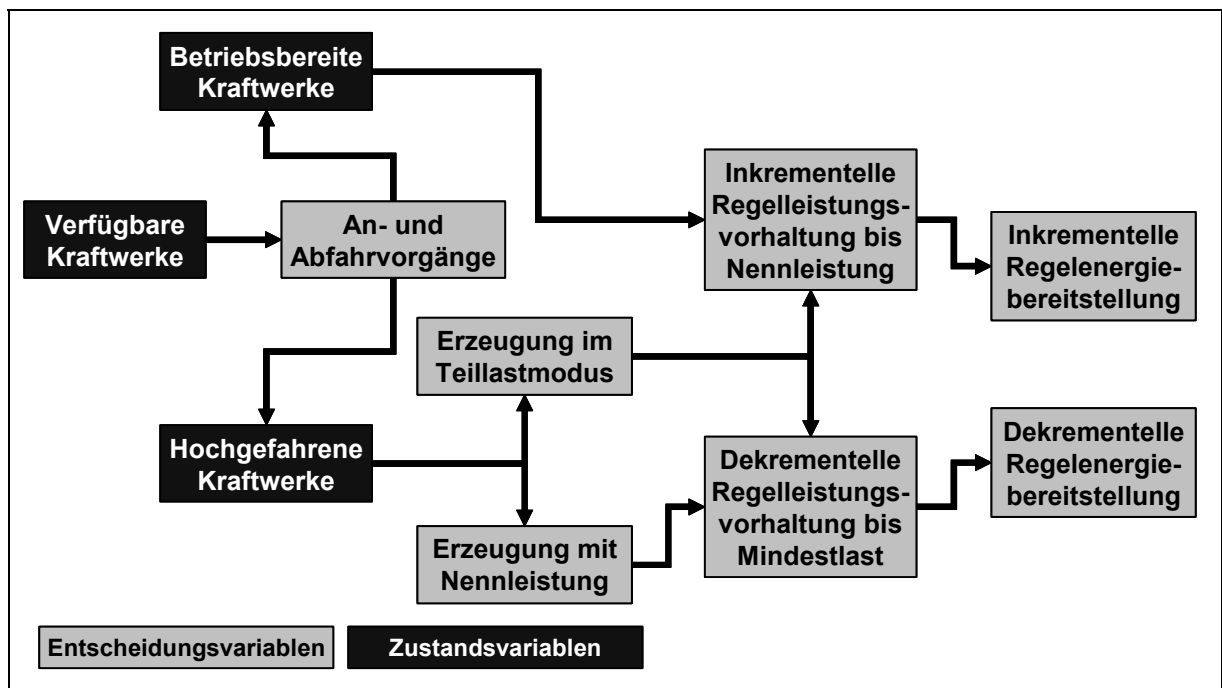 Betriebsbereite
Kraftwerke
Verfügbare
Kraftwerke
An- und
Abfahrvorgänge
Hochgefahrene
Kraftwerke
Erzeugung im
Teillastmodus
Erzeugung mit
Nennleistung
Inkrementelle
Regelleistungs-
vorhaltung bis
Nennleistung
Dekrementelle
Regelleistungs-
vorhaltung bis
Mindestlast
Inkrementelle
Regelenergie-
bereitstellung
Dekrementelle
Regelenergie-
bereitstellung
Entscheidungsvariablen
Zustandsvariablen